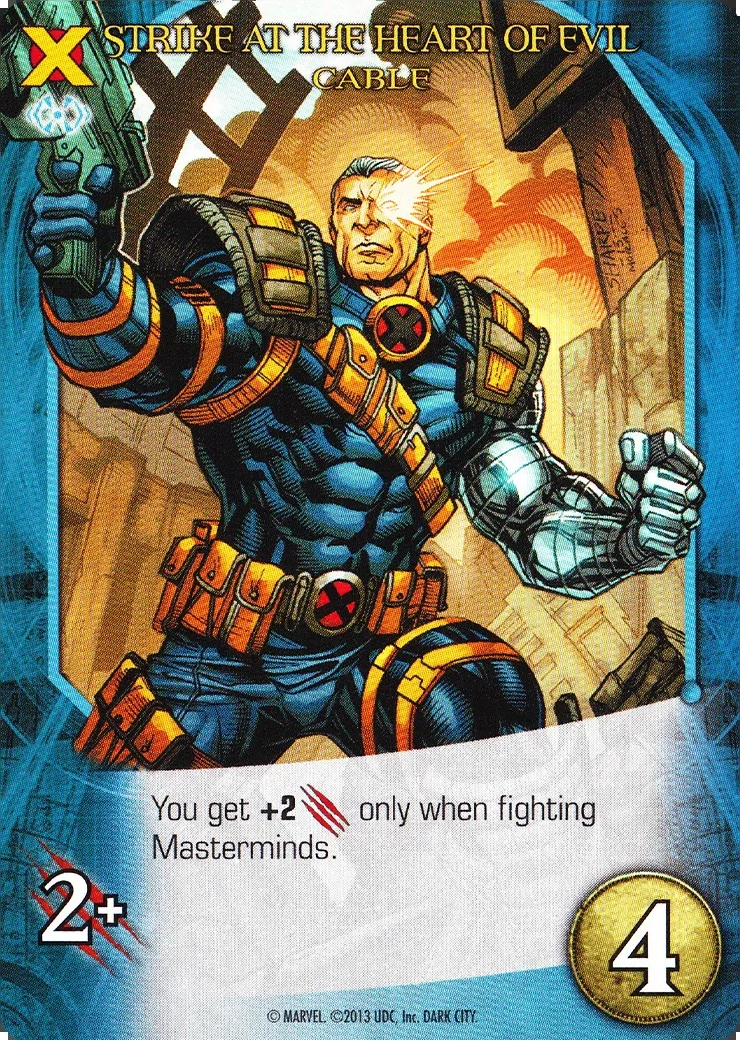 STRIKE AT THE HEART OF EVIL
CABLE
SHARPE
You get +2 only when fighting
Masterminds.
2+
4
© MARVEL. ©2013 UDC, Inc. DARK CITY.